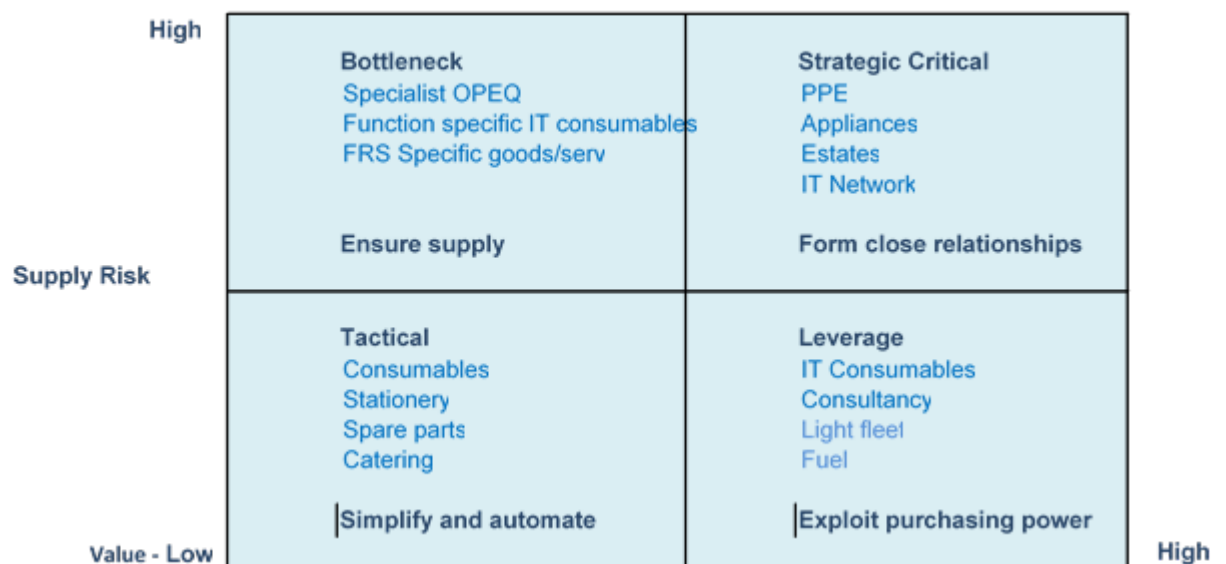 High
Bottleneck
Specialist OPEQ
Function specific IT consumables
FRS Specific goods/serv
Ensure supply
Strategic Critical
PPE
Appliances
Estates
IT Network
Form close relationships
Supply Risk
Tactical
Consumables
Stationery
Spare parts
Catering
Simplify and automate
Leverage
IT Consumables
Consultancy
Light fleet
Fuel
Exploit purchasing power
Value - Low
High